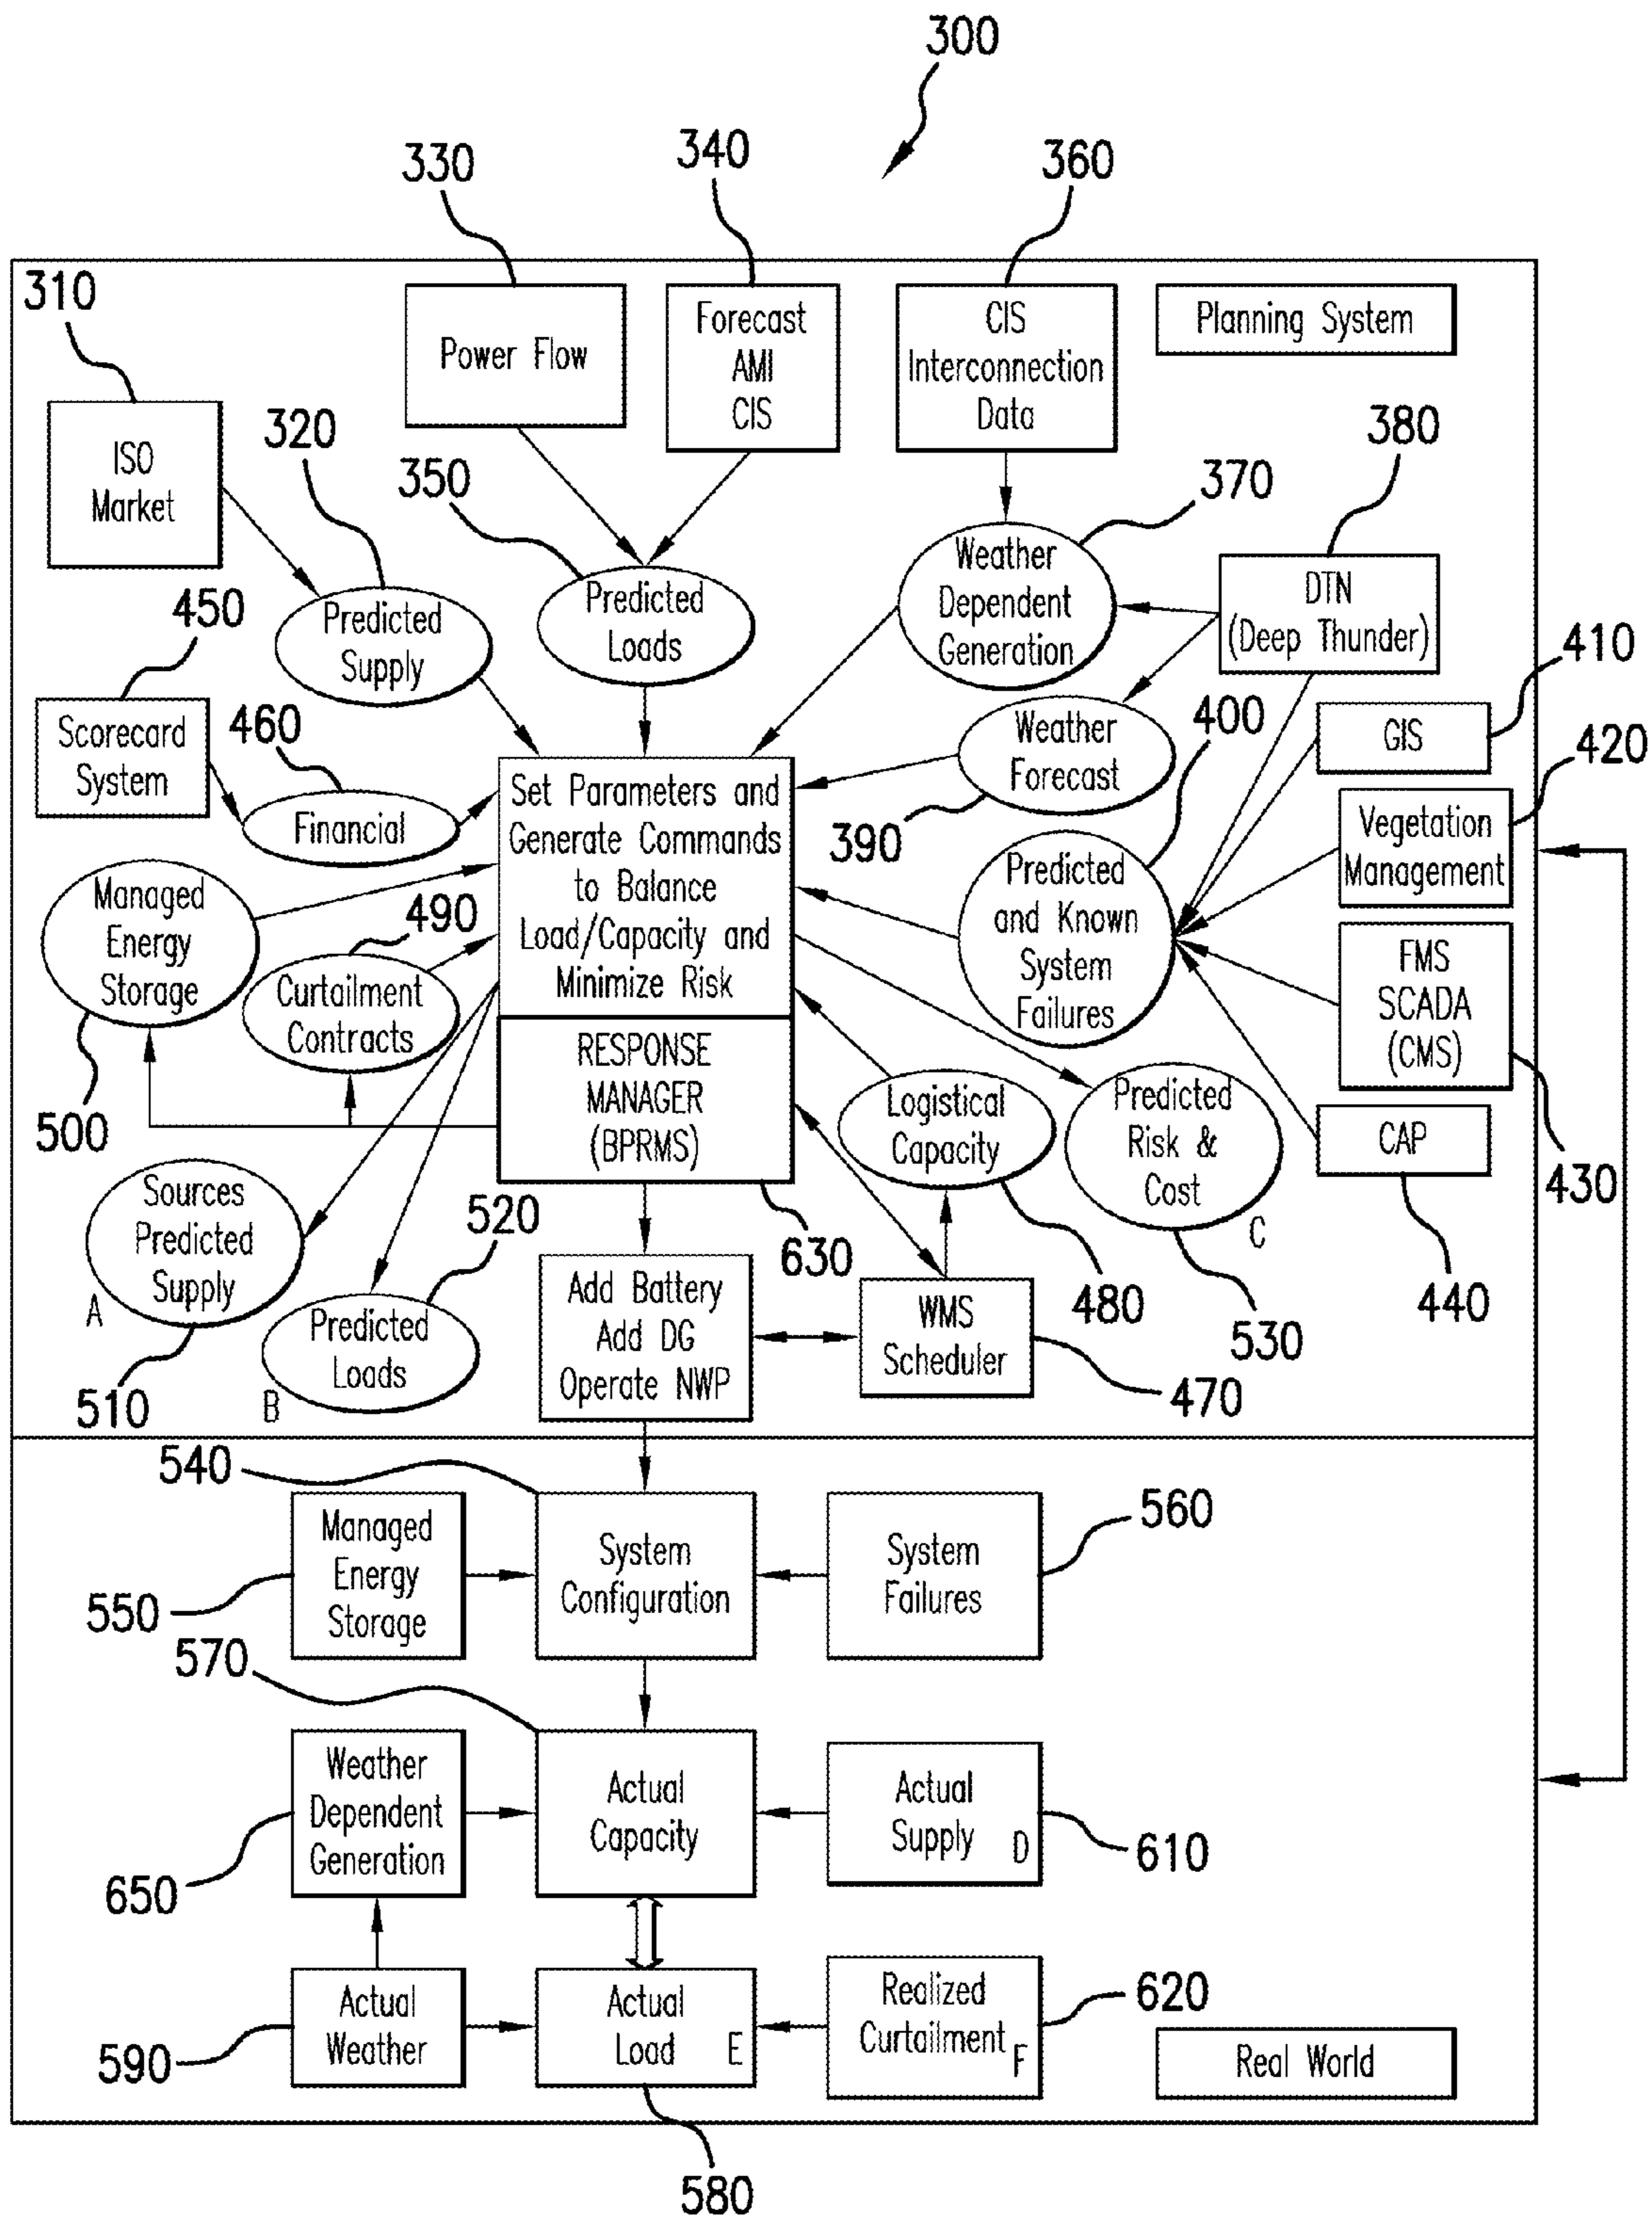 300
330
340
360
310
Power Flow
Forecast
AMI
CIS
CIS
Interconnection
Data
Planning System
ISO
Market
320
350
370
380
Predicted
Supply
Predicted
Loads
Weather
Dependent
Generation
DTN
(Deep Thunder)
450
460
400
410
Scorecard
System
Financial
Weather
Forecast
390
GIS
420
Set Parameters and
Generate Commands
to Balance
Load/Capacity and
Minimize Risk
Managed
Energy
Storage
500
490
Curtailment
Contracts
Predicted
and Known
System
Failures
Vegetation
Management
FMS
SCADA
(CMS)
430
RESPONSE
MANAGER
(BPRMS)
630
Logistical
Capacity
480
Predicted
Risk &
Cost
C
530
CAP
440
Sources
Predicted
Supply
A
510
520
Predicted
Loads
B
Add Battery
Add DG
Operate NWP
WMS
Scheduler
470
540
Managed
Energy
Storage
550
System
Configuration
System
Failures
560
570
Weather
Dependent
Generation
650
Actual
Capacity
Actual
Supply
D
610
Actual
Weather
590
Actual
Load
E
580
Realized
Curtailment
F
620
Real World